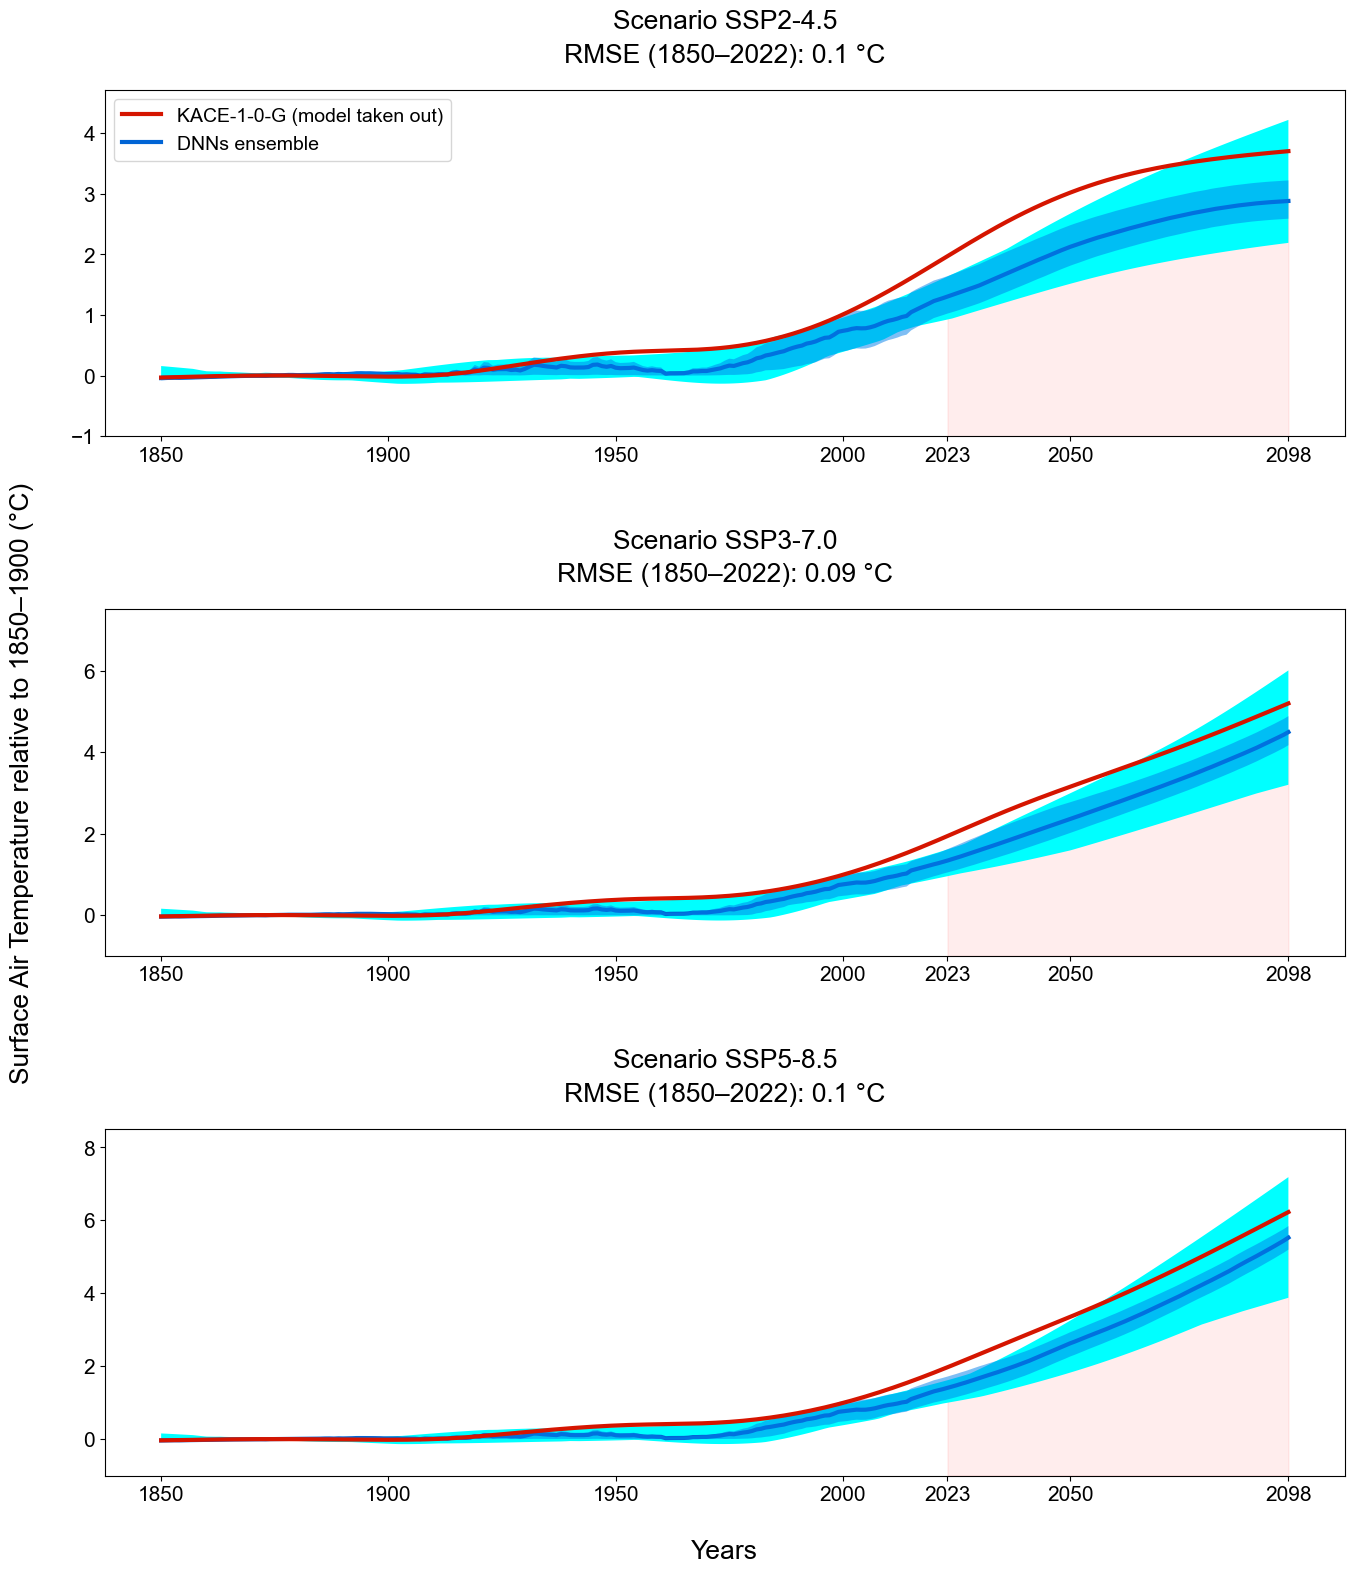 Scenario SSP2-4.5
RMSE (1850–2022): 0.1 °C
KACE-1-0-G (model taken out)
DNNs ensemble
4
3
2
1
0
−1
1850 1900 1950 2000 2023 2050 2098
Surface Air Temperature relative to 1850–1900 (°C)
Scenario SSP3-7.0
RMSE (1850–2022): 0.09 °C
6
4
2
0
1850 1900 1950 2000 2023 2050 2098
Scenario SSP5-8.5
RMSE (1850–2022): 0.1 °C
8
6
4
2
0
1850 1900 1950 2000 2023 2050 2098
Years